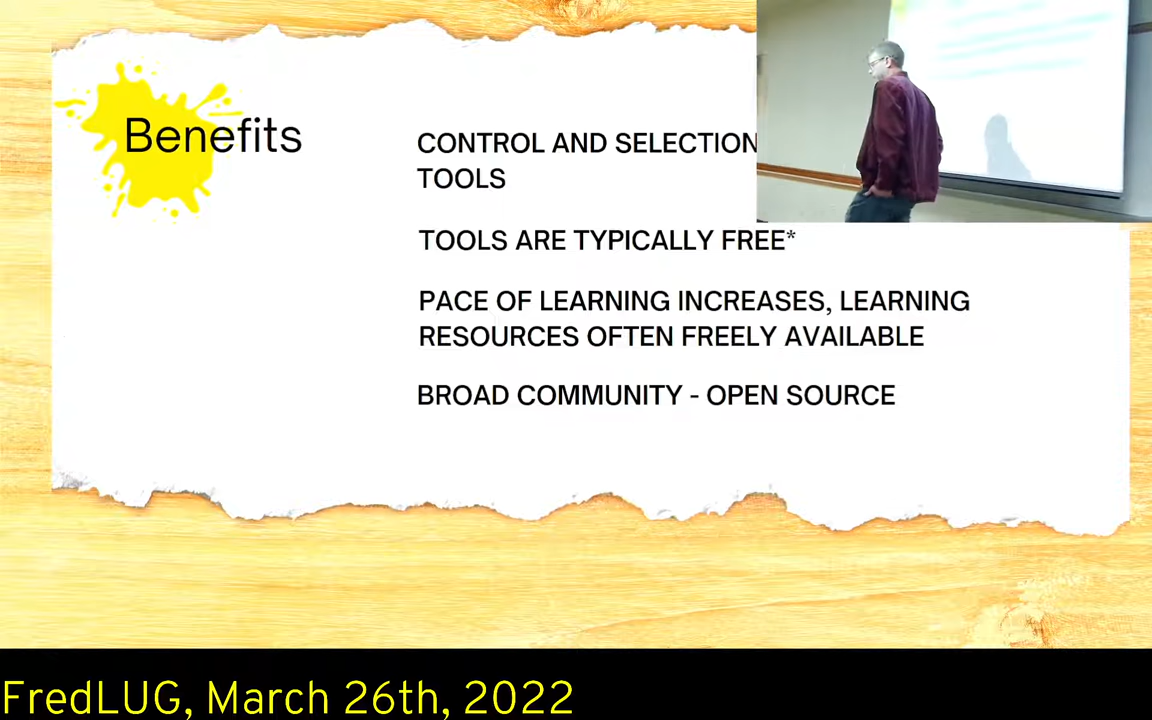 Benefits
CONTROL AND SELECTION
TOOLS
TOOLS ARE TYPICALLY FREE*
PACE OF LEARNING INCREASES, LEARNING
RESOURCES OFTEN FREELY AVAILABLE
BROAD COMMUNITY - OPEN SOURCE
FredLUG, March 26th, 2022